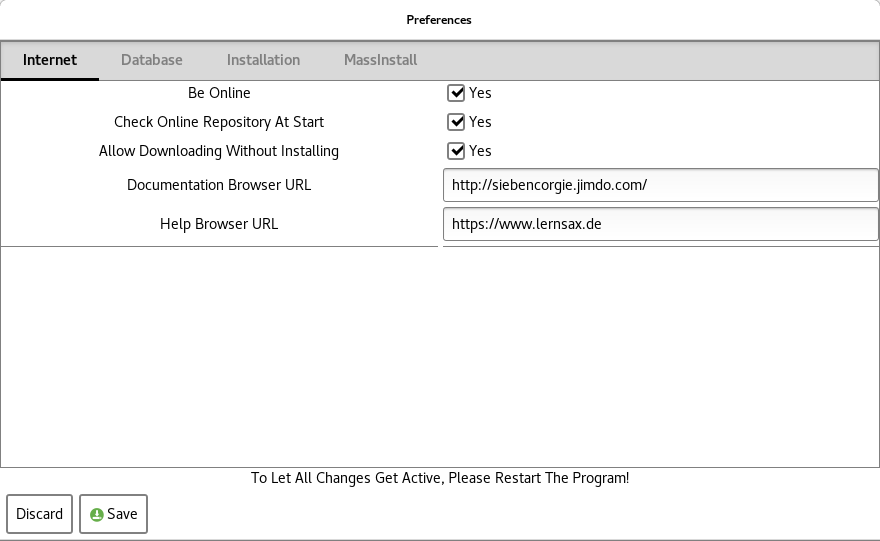 Preferences
Internet Database Installation MassInstall
Be Online Yes
Check Online Repository At Start Yes
Allow Downloading Without Installing Yes
Documentation Browser URL http://siebencorgie.jimdo.com/
Help Browser URL https://www.lernsax.de
To Let All Changes Get Active, Please Restart The Program!
Discard Save